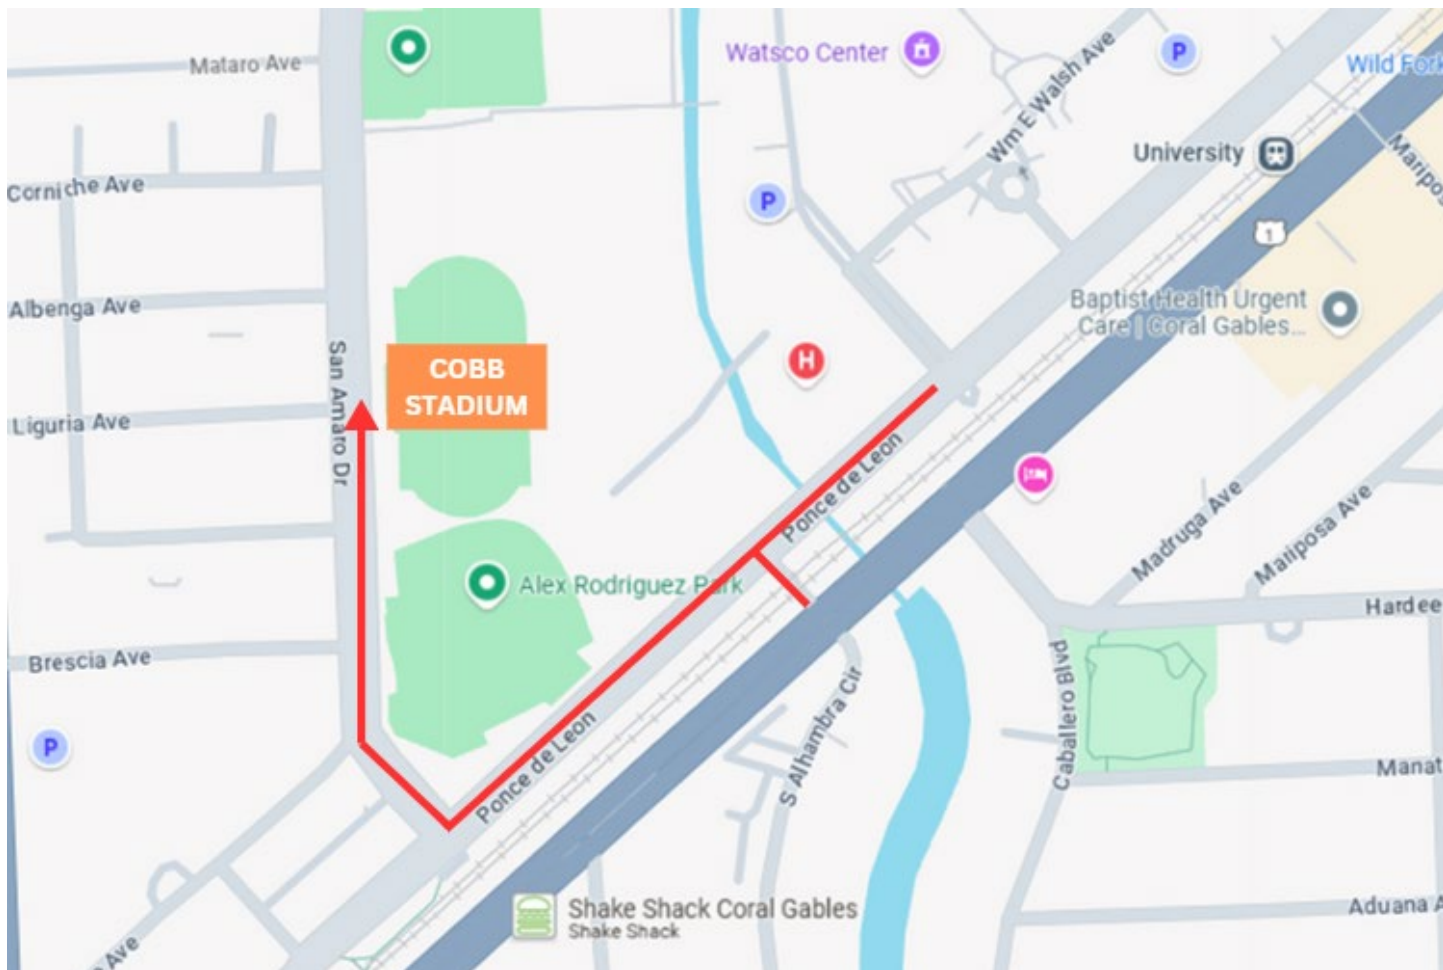 Mataro Ave
Watsco Center
Wm E Walsh Ave
P
Wild Fork
University
Mariposa
Corniche Ave
P
1
Albenga Ave
Baptist Health Urgent
Care | Coral Gables...
San Amaro Dr
COBB
STADIUM
H
Liguria Ave
Ponce de Leon
Madruga Ave
Mariposa Ave
Alex Rodriguez Park
Hardee
Brescia Ave
Caballero Blvd
S Alhambra Cir
P
Ponce de Leon
Manat
Shake Shack Coral Gables
Shake Shack
Aduana A
Ave